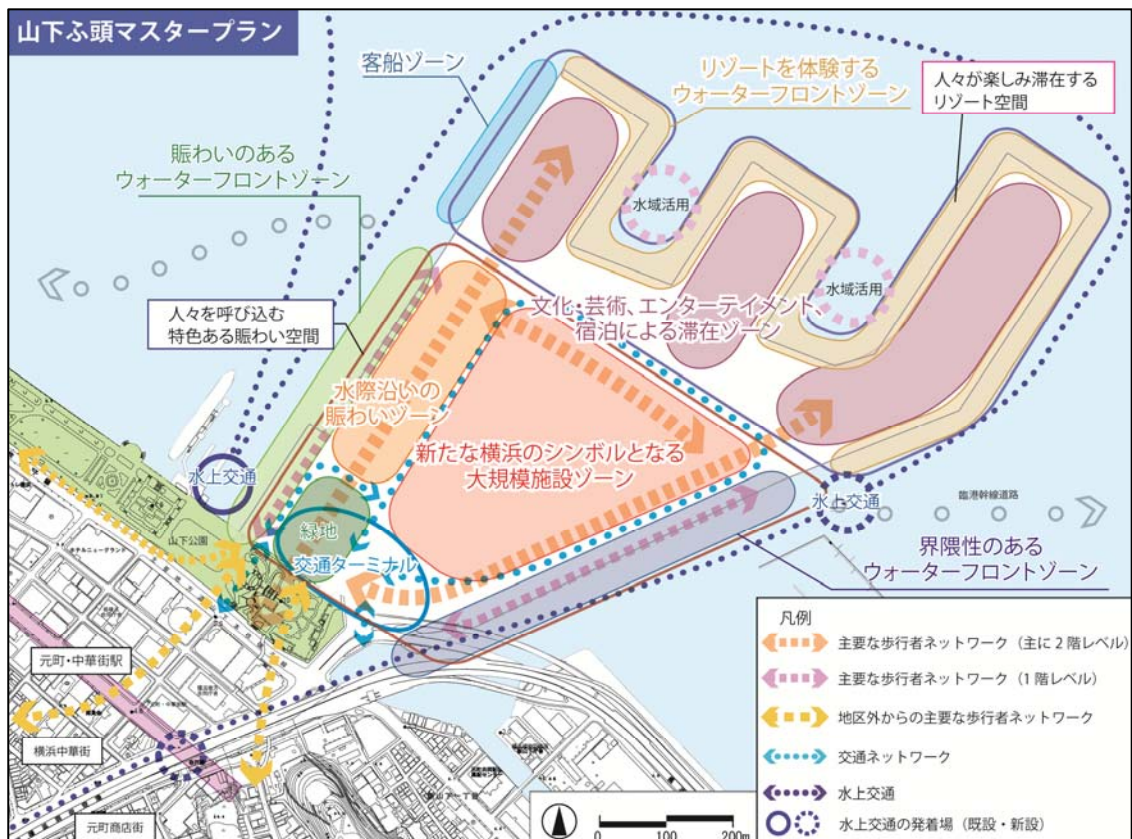 山下ふ頭マスタープラン
客船ゾーン
リゾートを体験する
ウォーターフロントゾーン
人々が楽しみ滞在する
リゾート空間
賑わいのある
ウォーターフロントゾーン
水域活用
水域活用
人々を呼び込む
特色ある賑わい空間
文化・芸術、エンターテイメント、
宿泊による滞在ゾーン
水際沿いの
賑わいゾーン
新たな横浜のシンボルとなる
大規模施設ゾーン
水上交通
水上交通
臨港幹線道路
山下公園
緑地
交通ターミナル
界隈性のある
ウォーターフロントゾーン
元町・中華街駅
横浜中華街
元町商店街
凡例
主要な歩行者ネットワーク（主に2階レベル）
主要な歩行者ネットワーク（1階レベル）
地区外からの主要な歩行者ネットワーク
交通ネットワーク
水上交通
水上交通の発着場（既設・新設）
0 100 200m